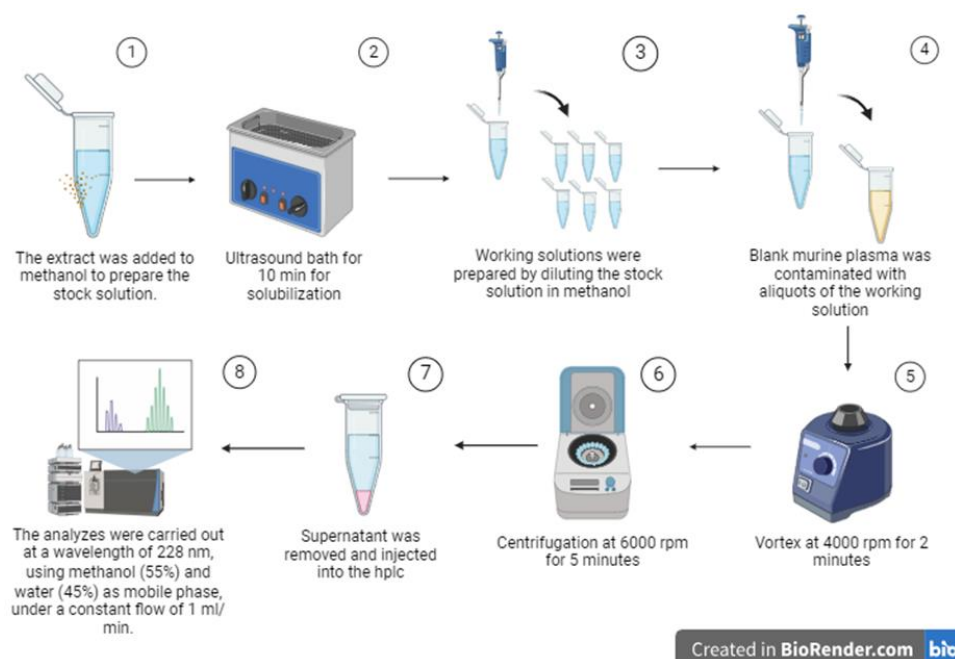 1
The extract was added to
methanol to prepare the
stock solution.
2
Ultrasound bath for
10 min for
solubilization
3
Working solutions were
prepared by diluting the stock
solution in methanol
4
Blank murine plasma was
contaminated with
aliquots of the working
solution
5
Vortex at 4000 rpm for 2
minutes
6
Centrifugation at 6000 rpm
for 5 minutes
7
Supernatant was
removed and injected
into the hplc
8
The analyzes were carried out
at a wavelength of 228 nm,
using methanol (55%) and
water (45%) as mobile phase,
under a constant flow of 1 ml/
min.
Created in BioRender.com bio